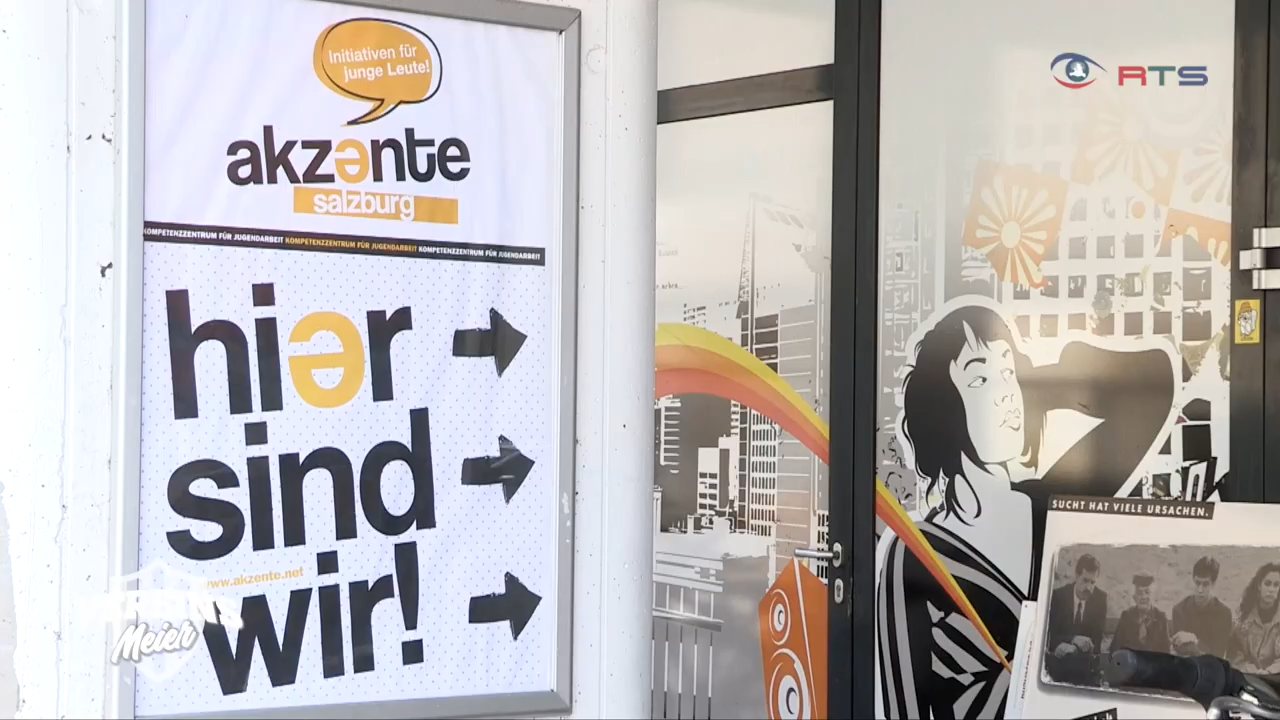 Initiativen für
junge Leute!
akzənte
salzburg
KOMPETENZZENTRUM FÜR JUGENDARBEIT KOMPETENZZENTRUM FÜR JUGENDARBEIT KOMPETENZZENTRUM FÜR JUGENDARBEIT
hiər
sind
www.akzente.net
wir!
RTS
SUCHT HAT VIELE URSACHEN.
Meier